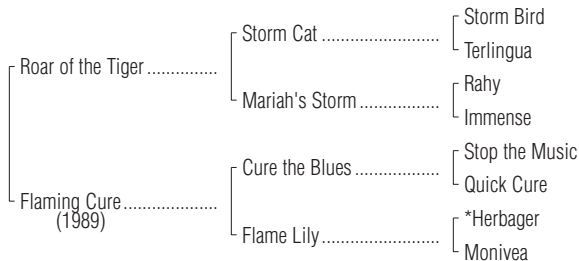 Storm Bird
Storm Cat ........................
Terlingua
Roar of the Tiger ..............
Rahy
Mariah's Storm ................
Immense
Stop the Music
Cure the Blues .................
Quick Cure
Flaming Cure ...................
(1989)
*Herbager
Flame Lily ........................
Monivea